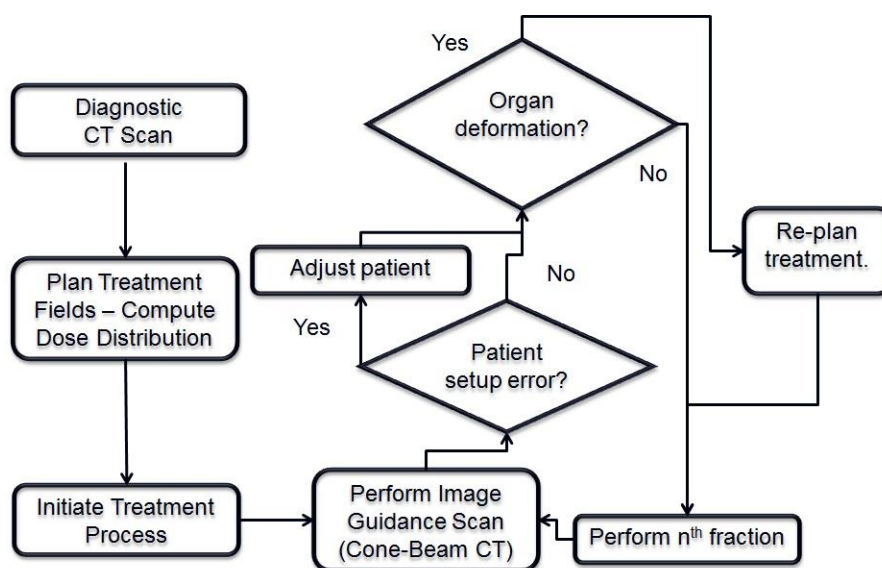 Diagnostic
CT Scan
Plan Treatment
Fields – Compute
Dose Distribution
Initiate Treatment
Process
Perform Image
Guidance Scan
(Cone-Beam CT)
Patient
setup error?
Yes
No
Adjust patient
Organ
deformation?
Yes
No
Re-plan
treatment.
Perform nth fraction